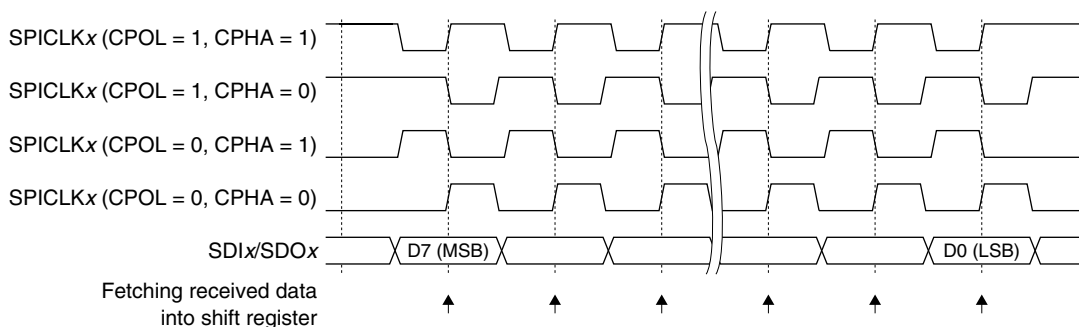 SPICLKx (CPOL = 1, CPHA = 1)
SPICLKx (CPOL = 1, CPHA = 0)
SPICLKx (CPOL = 0, CPHA = 1)
SPICLKx (CPOL = 0, CPHA = 0)
SDIx/SDOx D7 (MSB) D0 (LSB)
Fetching received data
into shift register